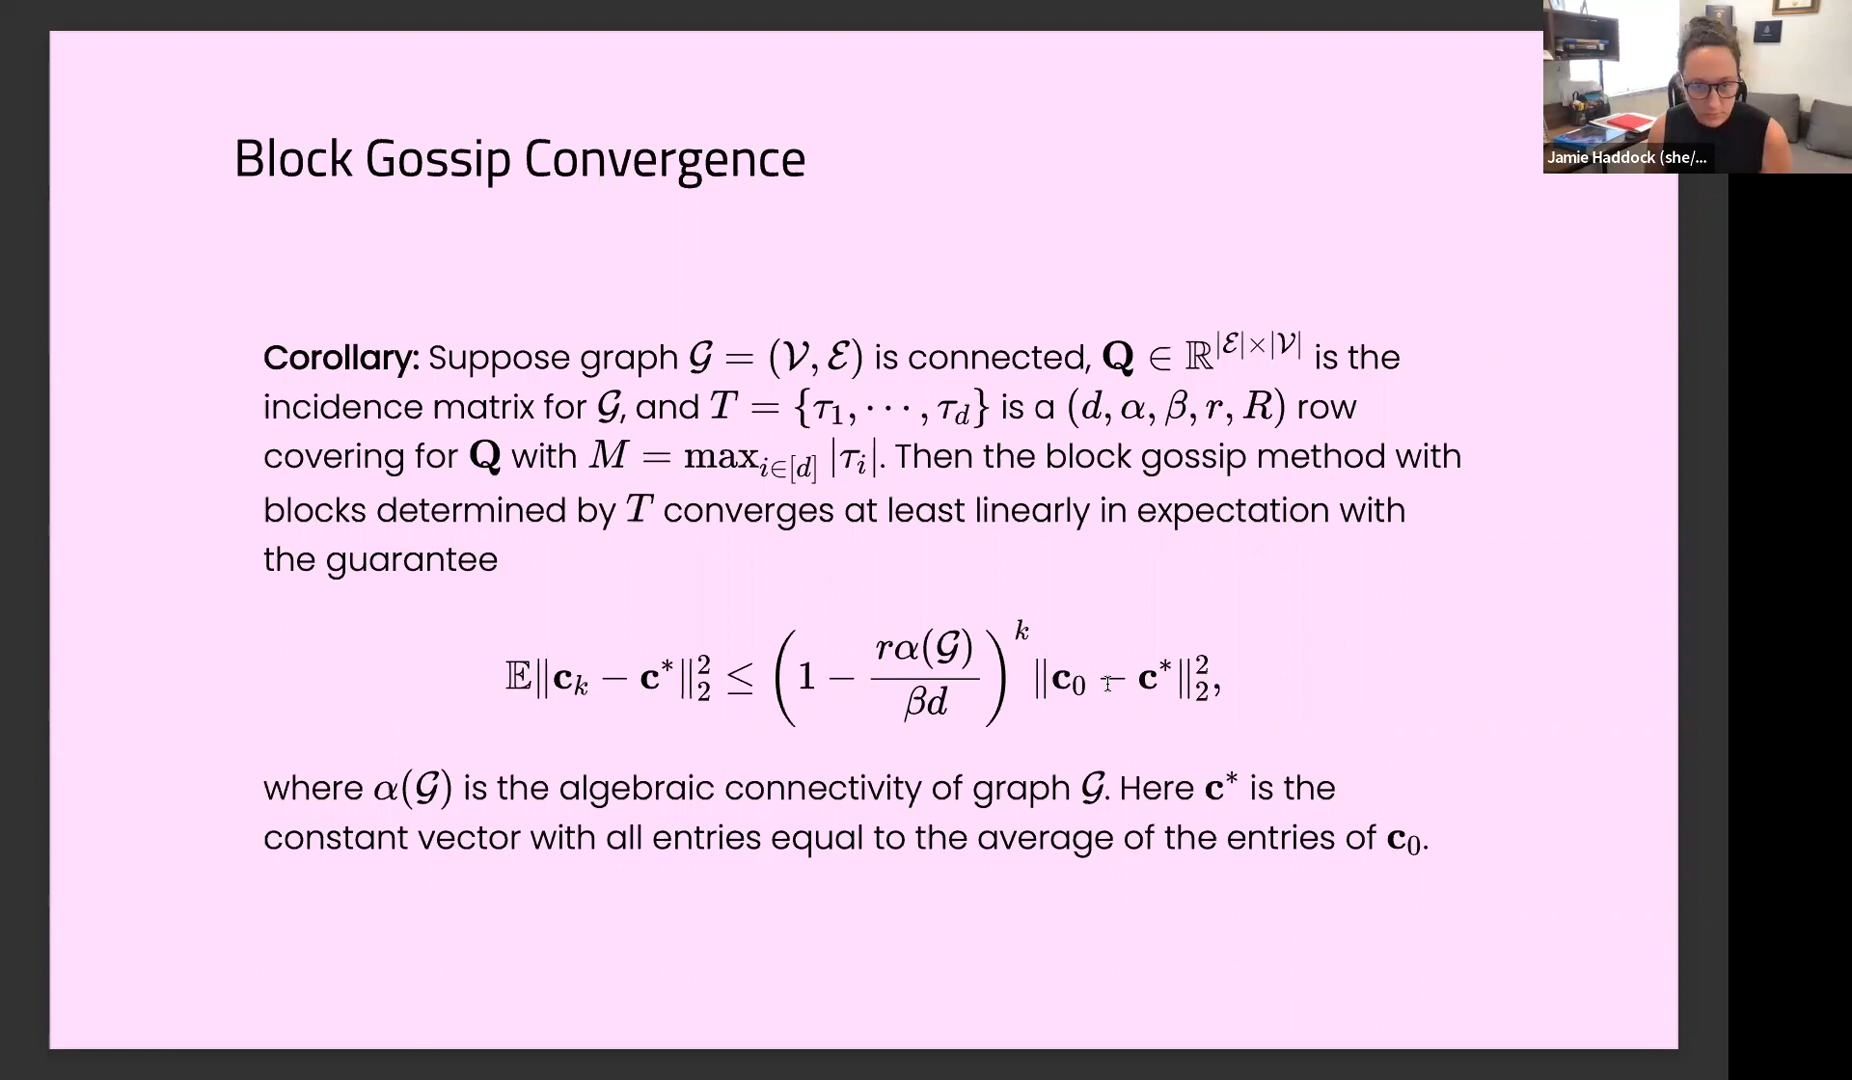 Jamie Haddock (she/...
Block Gossip Convergence
Corollary: Suppose graph 𝒢 = (𝒱, ℰ) is connected, 𝐐 ∈ ℝ^{|ℰ|×|𝒱|} is the
incidence matrix for 𝒢, and T = {τ₁, ⋯, τ_d} is a (d, α, β, r, R) row
covering for 𝐐 with M = max_{i∈[d]} |τ_i|. Then the block gossip method with
blocks determined by T converges at least linearly in expectation with
the guarantee
𝔼‖𝐜_k − 𝐜*‖₂² ≤ (1 − rα(𝒢)/βd)^k ‖𝐜₀ − 𝐜*‖₂²,
where α(𝒢) is the algebraic connectivity of graph 𝒢. Here 𝐜* is the
constant vector with all entries equal to the average of the entries of 𝐜₀.